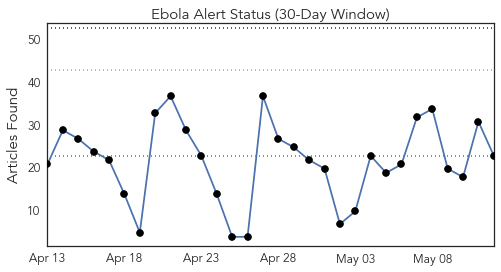 Ebola Alert Status (30-Day Window)
Articles Found
50
40
30
20
10
Apr 13 Apr 18 Apr 23 Apr 28 May 03 May 08